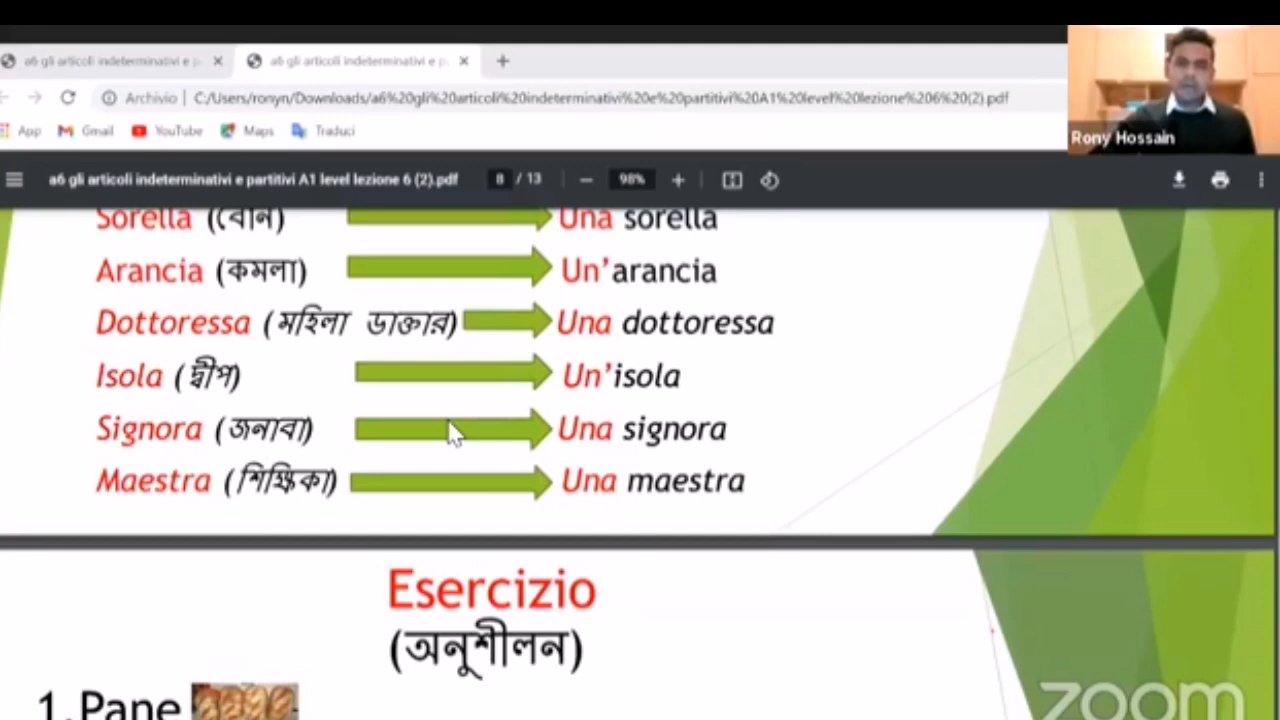 a6 gli articoli indeterminativi e p
a6 gli articoli indeterminativi e p
Archivio | C:/Users/ronyn/Downloads/a6%20gli%20articoli%20indeterminativi%20e%20partitivi%20A1%20level%20lezione%206%20(2).pdf
App Gmail YouTube Maps Traduci
Rony Hossain
a6 gli articoli indeterminativi e partitivi A1 level lezione 6 (2).pdf 8 / 13 98%
Sorella (বোন) Una sorella
Arancia (কমলা) Un’arancia
Dottoressa (মহিলা ডাক্তার) Una dottoressa
Isola (দ্বীপ) Un’isola
Signora (জনাবা) Una signora
Maestra (শিক্ষিকা) Una maestra
Esercizio
(অনুশীলন)
1.Pane
zoom